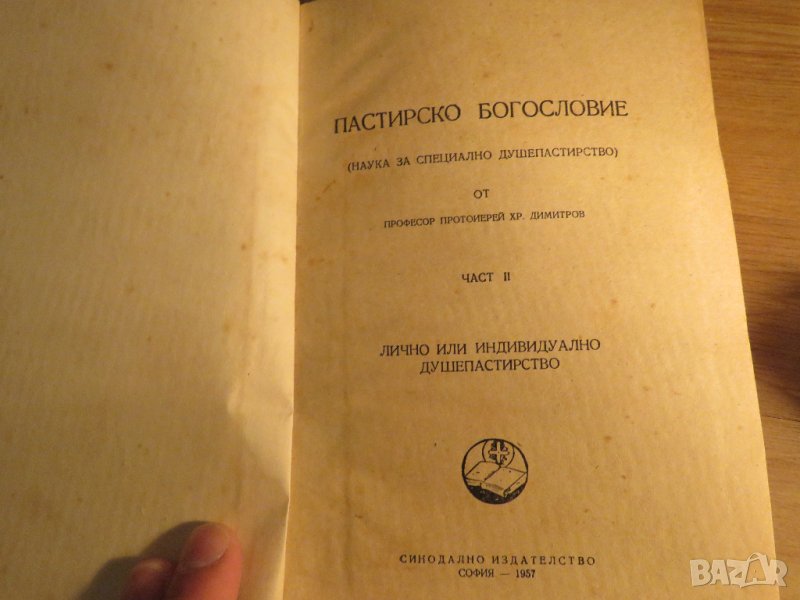 ПАСТИРСКО БОГОСЛОВИЕ
(НАУКА ЗА СПЕЦИАЛНО ДУШЕПАСТИРСТВО)
ОТ
ПРОФЕСОР ПРОТОИЕРЕЙ ХР. ДИМИТРОВ
ЧАСТ II
ЛИЧНО ИЛИ ИНДИВИДУАЛНО
ДУШЕПАСТИРСТВО
СИНОДАЛНО ИЗДАТЕЛСТВО
СОФИЯ — 1957
BAZAR